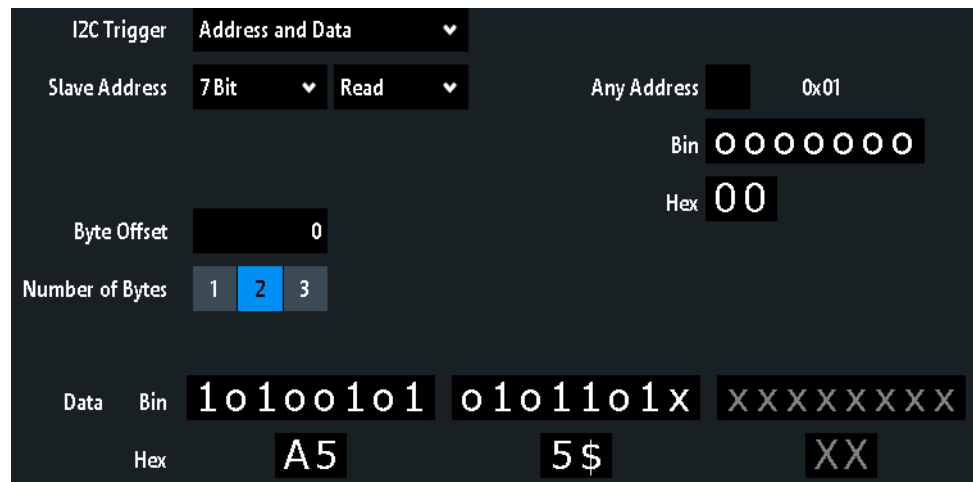 I2C Trigger Address and Data
Slave Address 7 Bit Read Any Address 0x01
Bin 0000000
Hex 00
Byte Offset 0
Number of Bytes 1 2 3
Data Bin 10100101 0101101X XXXXXXXX
Hex A5 5$ XX